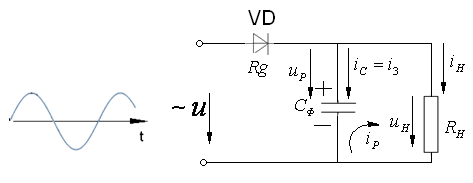 VD
Rg
u_P
i_C = i_З
i_H
~u
C_Ф
i_P
u_H
R_H
t